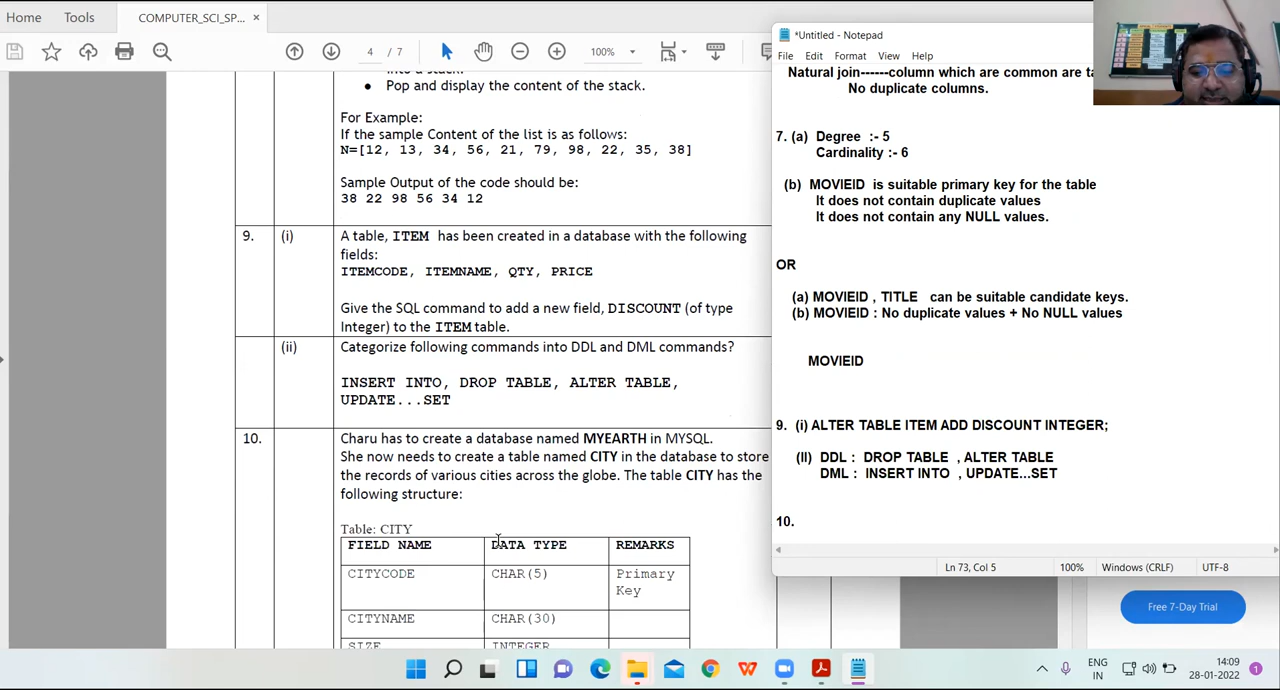 Home
Tools
COMPUTER_SCI_SP...
4 / 7
100%
into a stack.
• Pop and display the content of the stack.
For Example:
If the sample Content of the list is as follows:
N=[12, 13, 34, 56, 21, 79, 98, 22, 35, 38]
Sample Output of the code should be:
38 22 98 56 34 12
9. (i) A table, ITEM has been created in a database with the following
fields:
ITEMCODE, ITEMNAME, QTY, PRICE
Give the SQL command to add a new field, DISCOUNT (of type
Integer) to the ITEM table.
(ii) Categorize following commands into DDL and DML commands?
INSERT INTO, DROP TABLE, ALTER TABLE,
UPDATE...SET
10. Charu has to create a database named MYEARTH in MYSQL.
She now needs to create a table named CITY in the database to store
the records of various cities across the globe. The table CITY has the
following structure:
Table: CITY
FIELD NAME DATA TYPE REMARKS
CITYCODE CHAR(5) Primary
Key
CITYNAME CHAR(30)
SIZE INTEGER
*Untitled - Notepad
File Edit Format View Help
Natural join------column which are common are ta
No duplicate columns.
7. (a) Degree :- 5
Cardinality :- 6
(b) MOVIEID is suitable primary key for the table
It does not contain duplicate values
It does not contain any NULL values.
OR
(a) MOVIEID , TITLE can be suitable candidate keys.
(b) MOVIEID : No duplicate values + No NULL values
MOVIEID
9. (i) ALTER TABLE ITEM ADD DISCOUNT INTEGER;
(II) DDL : DROP TABLE , ALTER TABLE
DML : INSERT INTO , UPDATE...SET
10.
Ln 73, Col 5
100%
Windows (CRLF)
UTF-8
Free 7-Day Trial
ENG
IN
14:09
28-01-2022
1